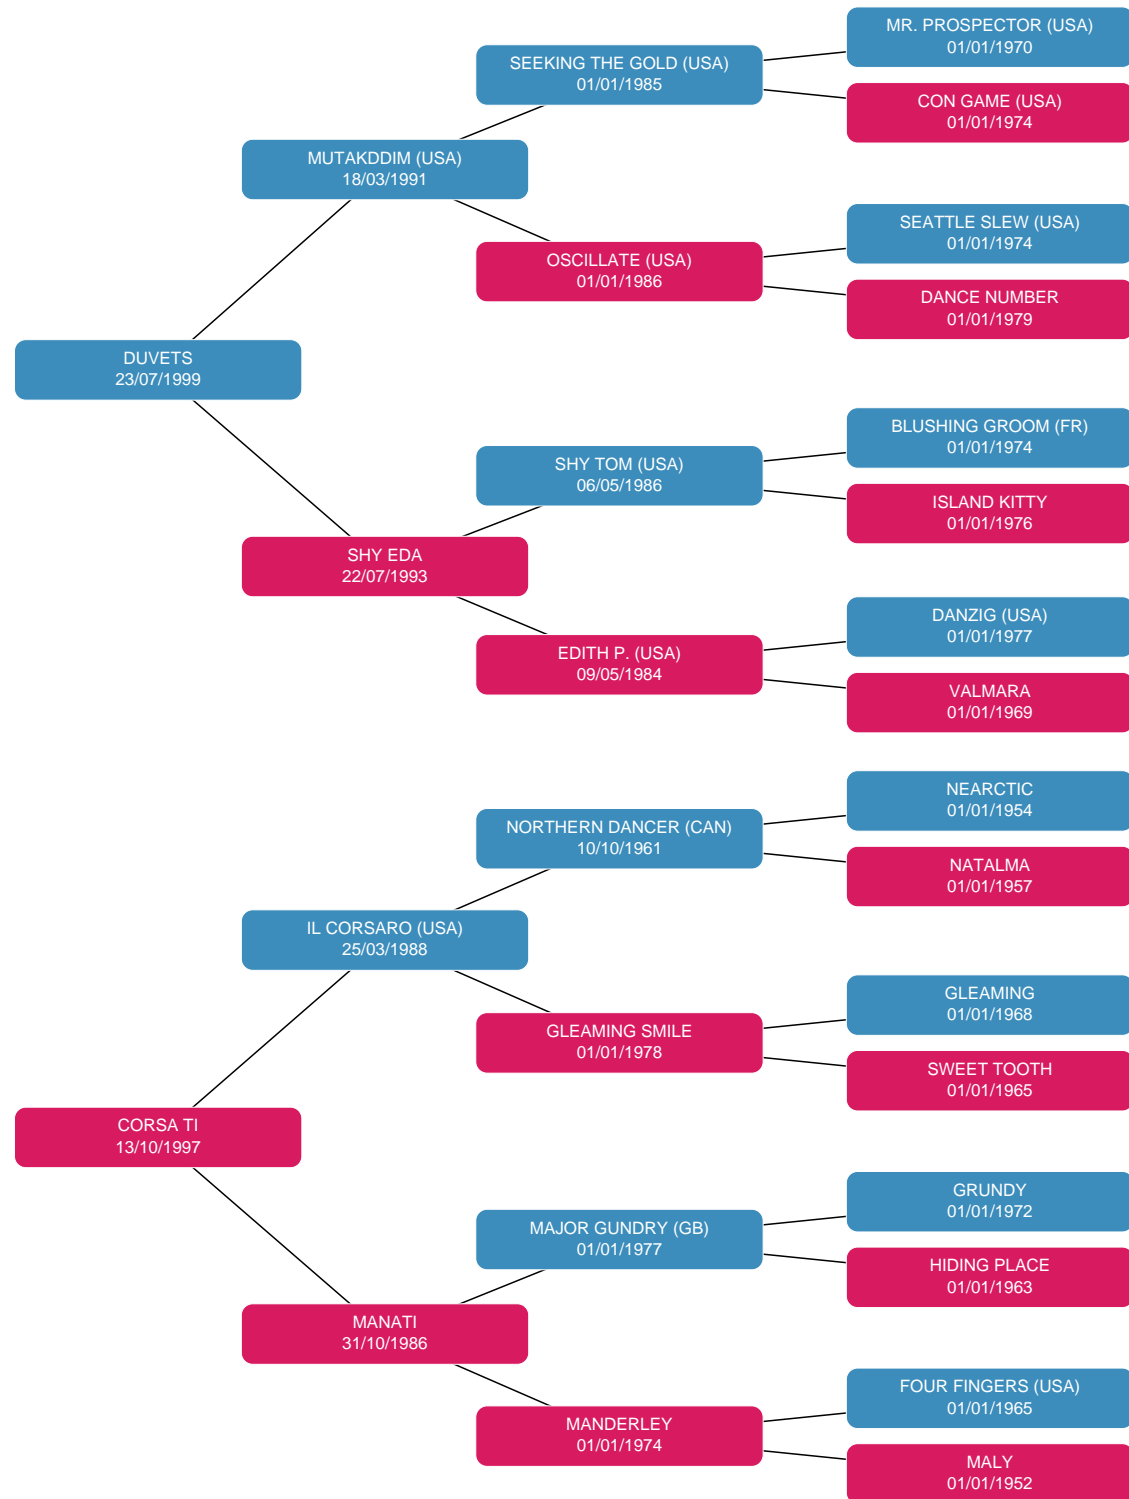 MR. PROSPECTOR (USA)
01/01/1970
SEEKING THE GOLD (USA)
01/01/1985
CON GAME (USA)
01/01/1974
MUTAKDDIM (USA)
18/03/1991
SEATTLE SLEW (USA)
01/01/1974
OSCILLATE (USA)
01/01/1986
DANCE NUMBER
01/01/1979
DUVETS
23/07/1999
BLUSHING GROOM (FR)
01/01/1974
SHY TOM (USA)
06/05/1986
ISLAND KITTY
01/01/1976
SHY EDA
22/07/1993
DANZIG (USA)
01/01/1977
EDITH P. (USA)
09/05/1984
VALMARA
01/01/1969
NEARCTIC
01/01/1954
NORTHERN DANCER (CAN)
10/10/1961
NATALMA
01/01/1957
IL CORSARO (USA)
25/03/1988
GLEAMING
01/01/1968
GLEAMING SMILE
01/01/1978
SWEET TOOTH
01/01/1965
CORSA TI
13/10/1997
GRUNDY
01/01/1972
MAJOR GUNDRY (GB)
01/01/1977
HIDING PLACE
01/01/1963
MANATI
31/10/1986
FOUR FINGERS (USA)
01/01/1965
MANDERLEY
01/01/1974
MALY
01/01/1952